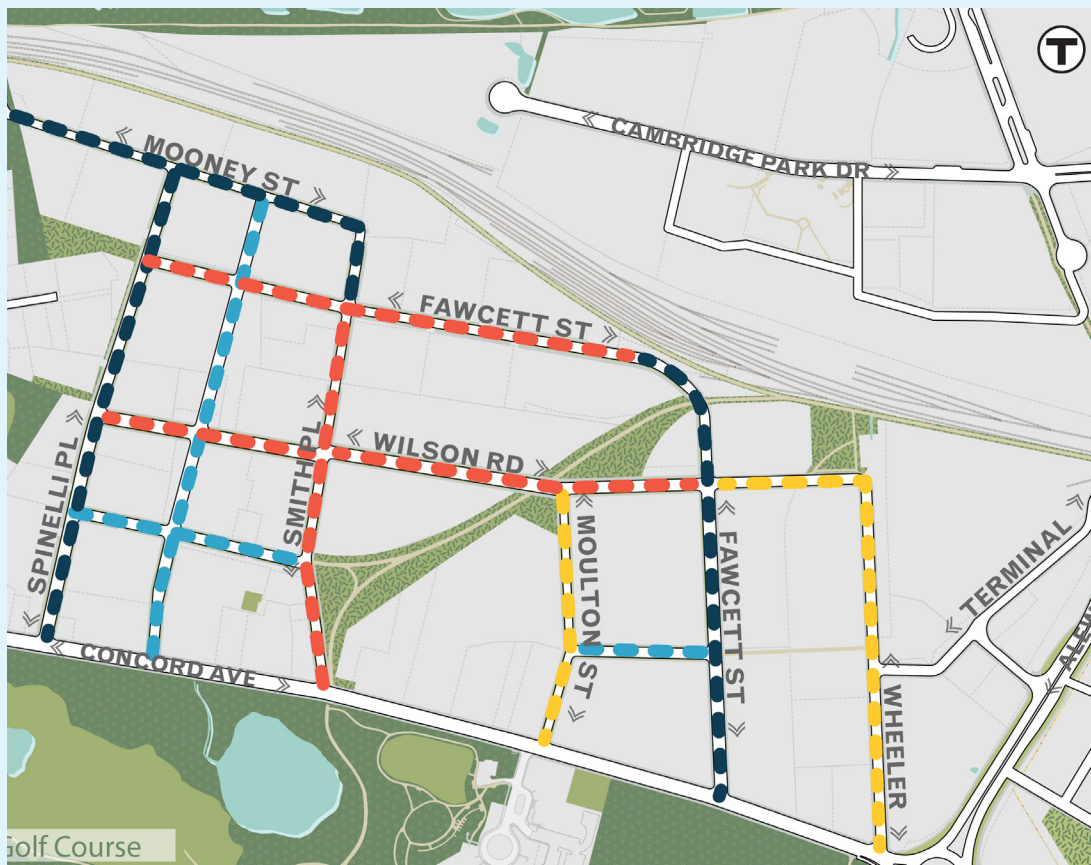 T
CAMBRIDGE PARK DR
MOONEY ST
FAWCETT ST
WILSON RD
SMITH PL
SPINELLI PL
MOULTON ST
FAWCETT ST
TERMINAL
ALEW
CONCORD AVE
WHEELER
Golf Course